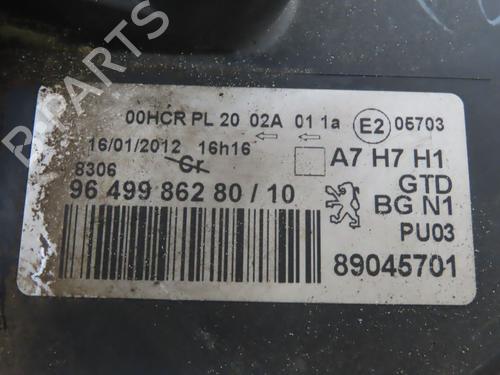 00HCR PL 20 02A 01 1a E2 05703
16/01/2012 16h16
8306 Cr A7 H7 H1
96 499 862 80/10 GTD
BG N1
PU03
89045701